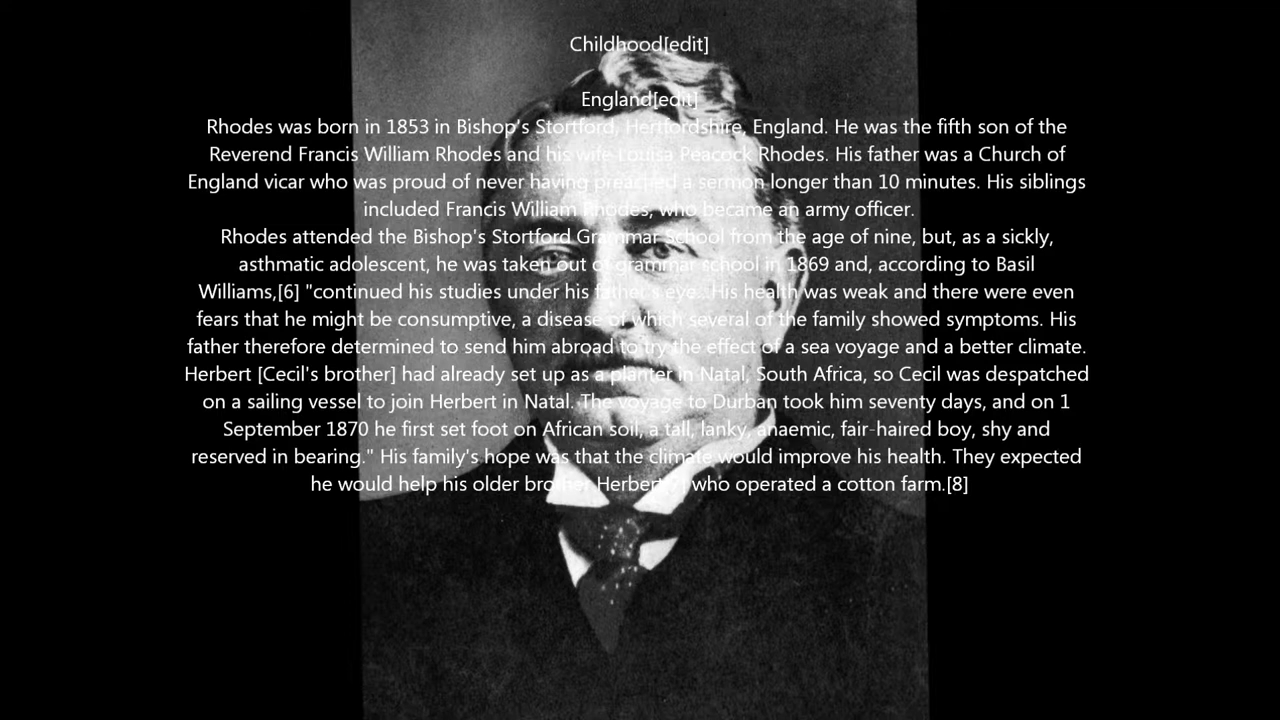 Childhood[edit]
England[edit]
Rhodes was born in 1853 in Bishop's Stortford, Hertfordshire, England. He was the fifth son of the
Reverend Francis William Rhodes and his wife Louisa Peacock Rhodes. His father was a Church of
England vicar who was proud of never having preached a sermon longer than 10 minutes. His siblings
included Francis William Rhodes, who became an army officer.
Rhodes attended the Bishop's Stortford Grammar School from the age of nine, but, as a sickly,
asthmatic adolescent, he was taken out of grammar school in 1869 and, according to Basil
Williams,[6] "continued his studies under his father's eye...His health was weak and there were even
fears that he might be consumptive, a disease of which several of the family showed symptoms. His
father therefore determined to send him abroad to try the effect of a sea voyage and a better climate.
Herbert [Cecil's brother] had already set up as a planter in Natal, South Africa, so Cecil was despatched
on a sailing vessel to join Herbert in Natal. The voyage to Durban took him seventy days, and on 1
September 1870 he first set foot on African soil, a tall, lanky, anaemic, fair-haired boy, shy and
reserved in bearing." His family's hope was that the climate would improve his health. They expected
he would help his older brother Herbert who operated a cotton farm.[8]